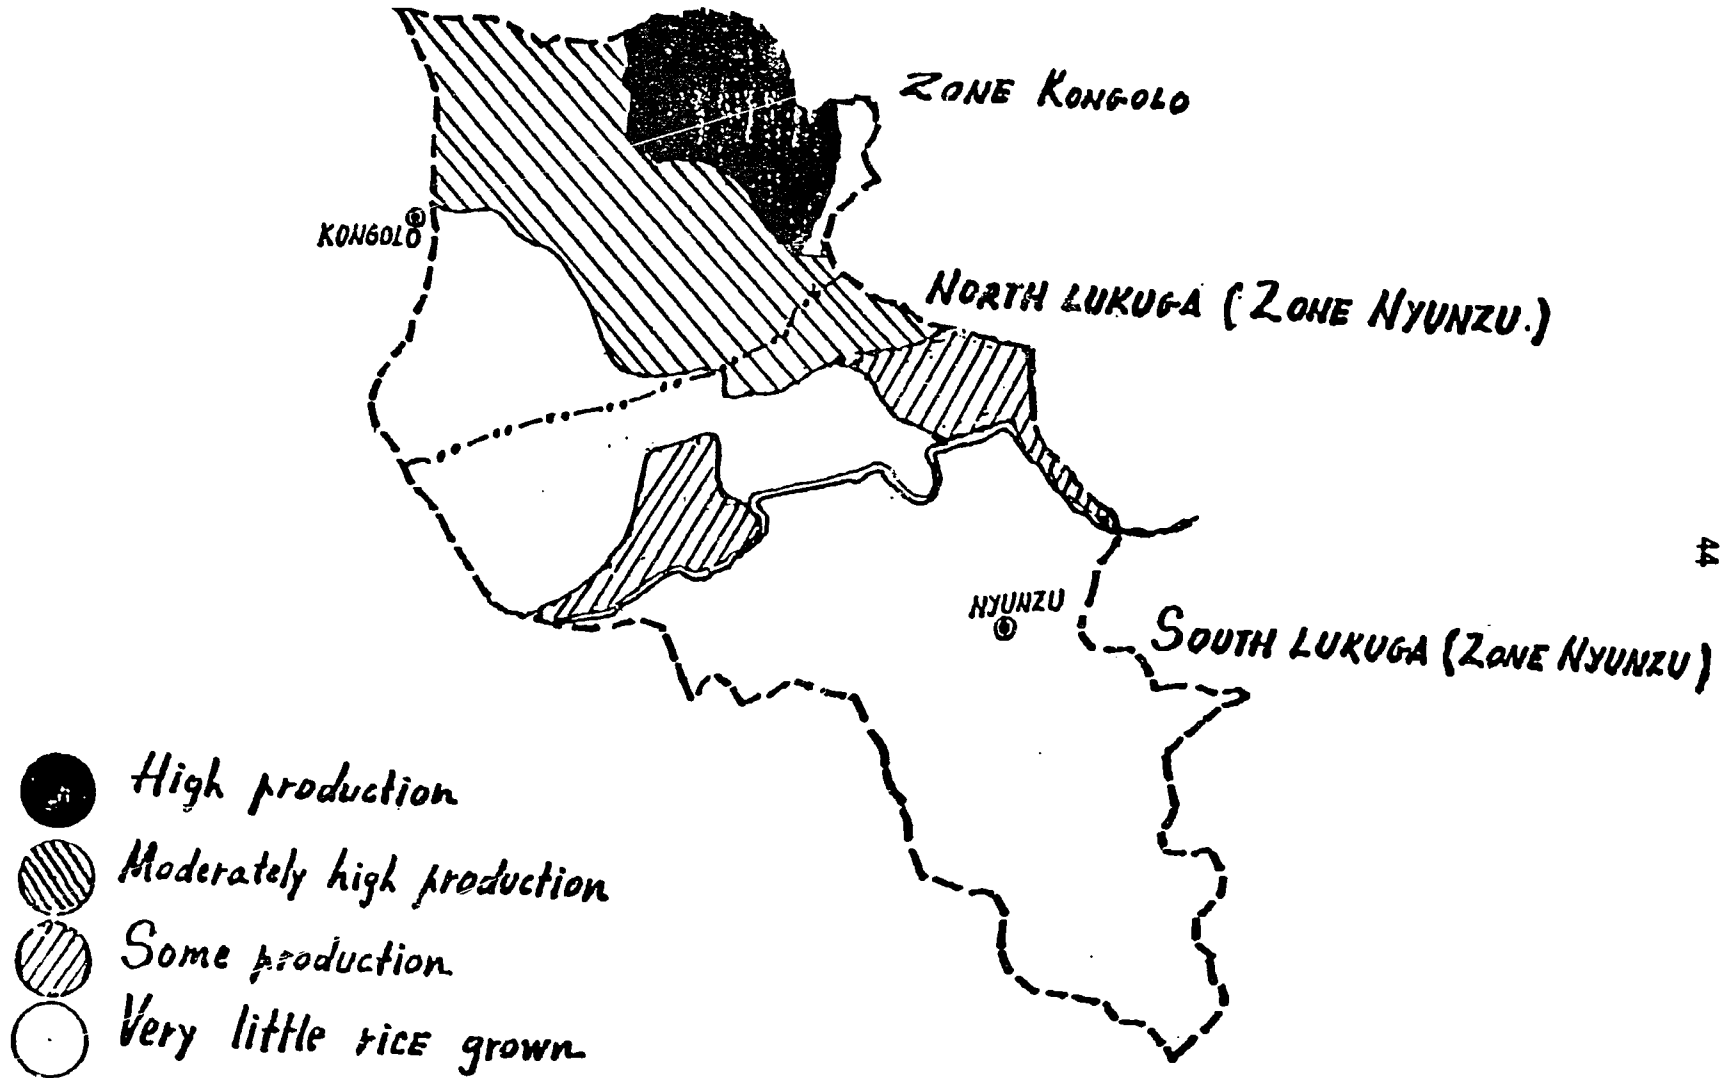 ZONE KONGOLO
KONGOLO
NORTH LUKUGA (ZONE NYUNZU.)
44
NYUNZU
SOUTH LUKUGA (ZONE NYUNZU)
High production
Moderately high production
Some production
Very little rice grown